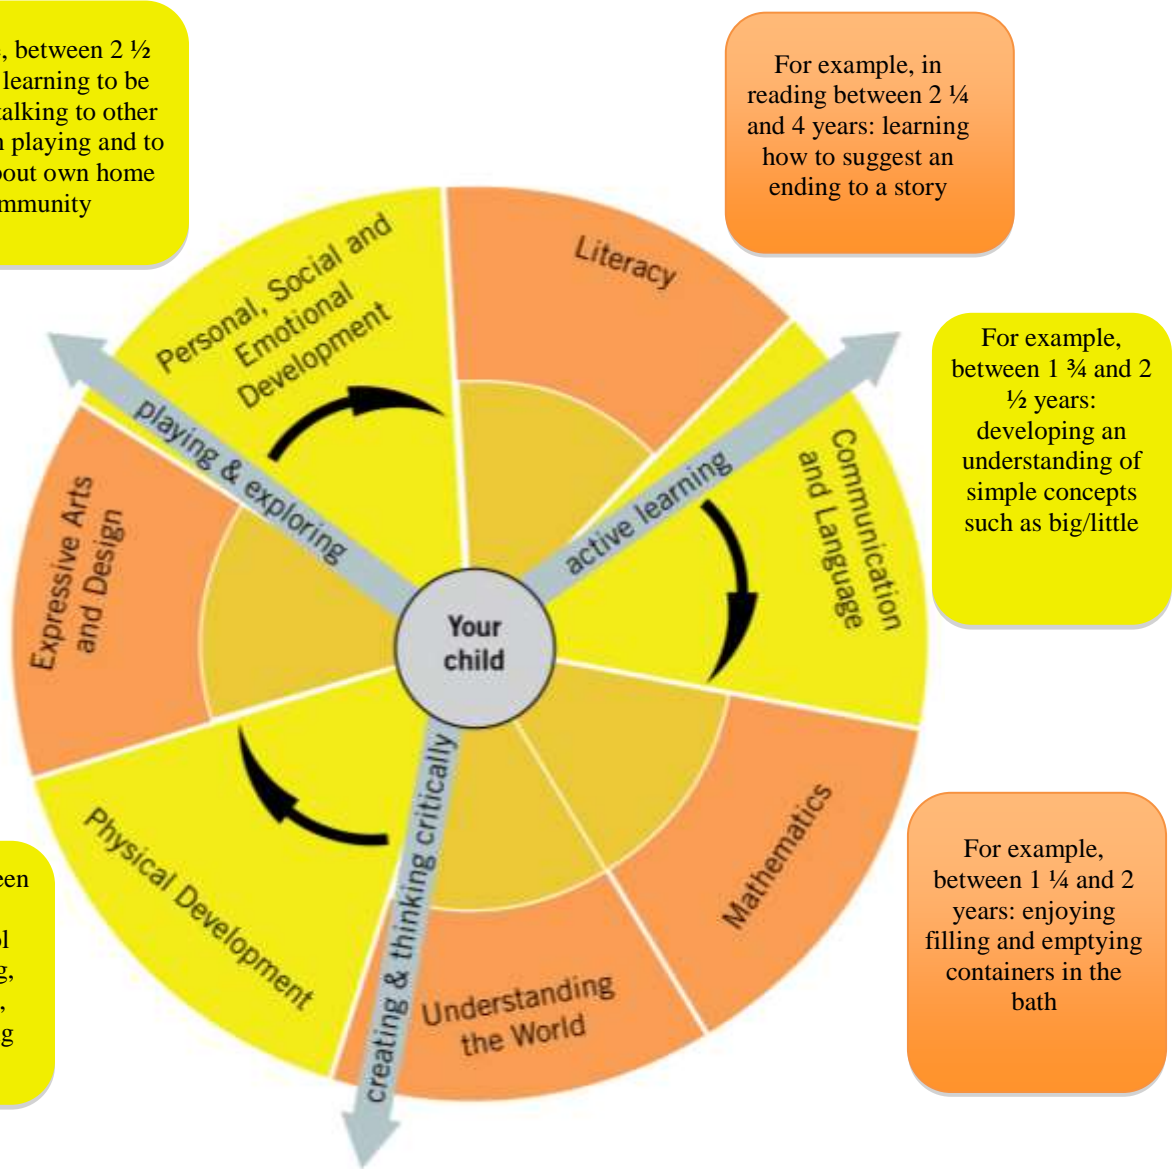 between 2 ½
learning to be
talking to other
playing and to
own home
For example, in
reading between 2 ¼
and 4 years: learning
how to suggest an
ending to a story
Personal, Social and
Emotional
Development
Literacy
For example,
between 1 ¾ and 2
½ years:
developing an
understanding of
simple concepts
such as big/little
playing & exploring
active learning
Communication
and Language
Expressive Arts
and Design
Your
child
Physical Development
creating & thinking critically
Understanding
the World
Mathematics
For example,
between 1 ¼ and 2
years: enjoying
filling and emptying
containers in the
bath